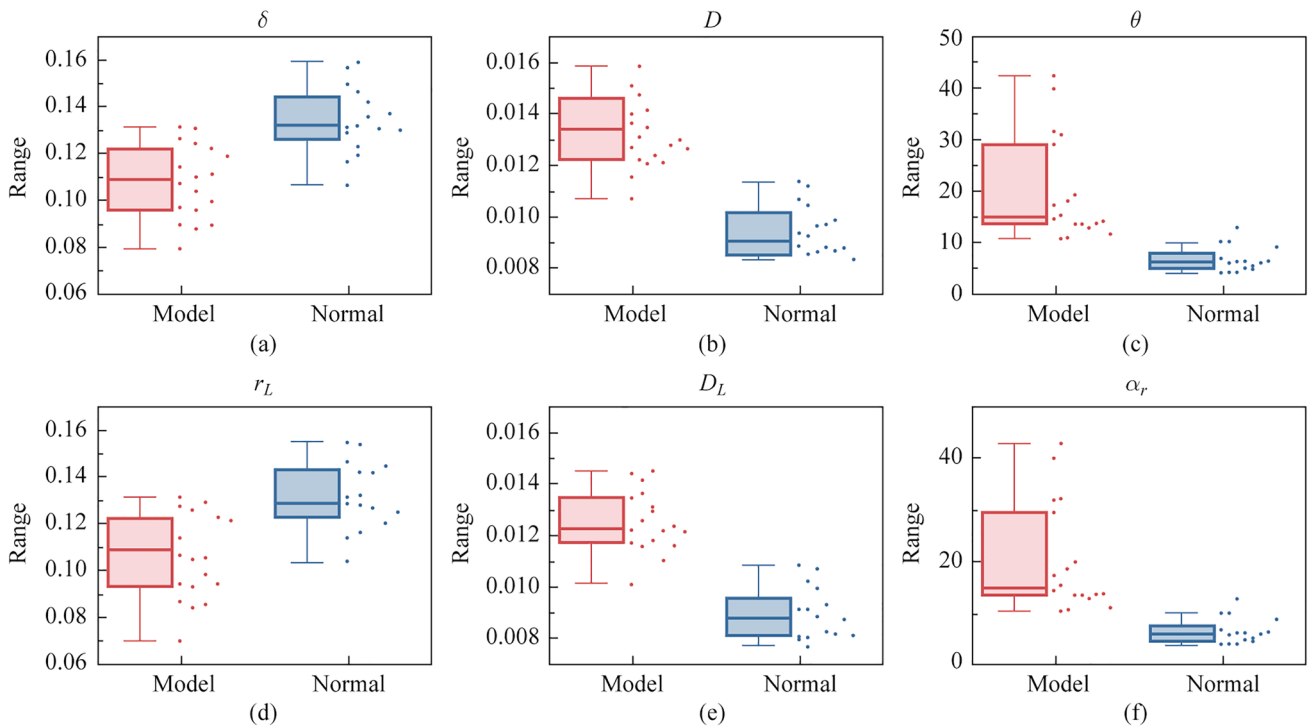 δ
0.16
0.14
0.12
0.10
0.08
0.06
Range
Model Normal
(a)
D
0.016
0.014
0.012
0.010
0.008
Range
Model Normal
(b)
θ
50
40
30
20
10
0
Range
Model Normal
(c)
r_L
0.16
0.14
0.12
0.10
0.08
0.06
Range
Model Normal
(d)
D_L
0.016
0.014
0.012
0.010
0.008
Range
Model Normal
(e)
α_r
40
20
0
Range
Model Normal
(f)